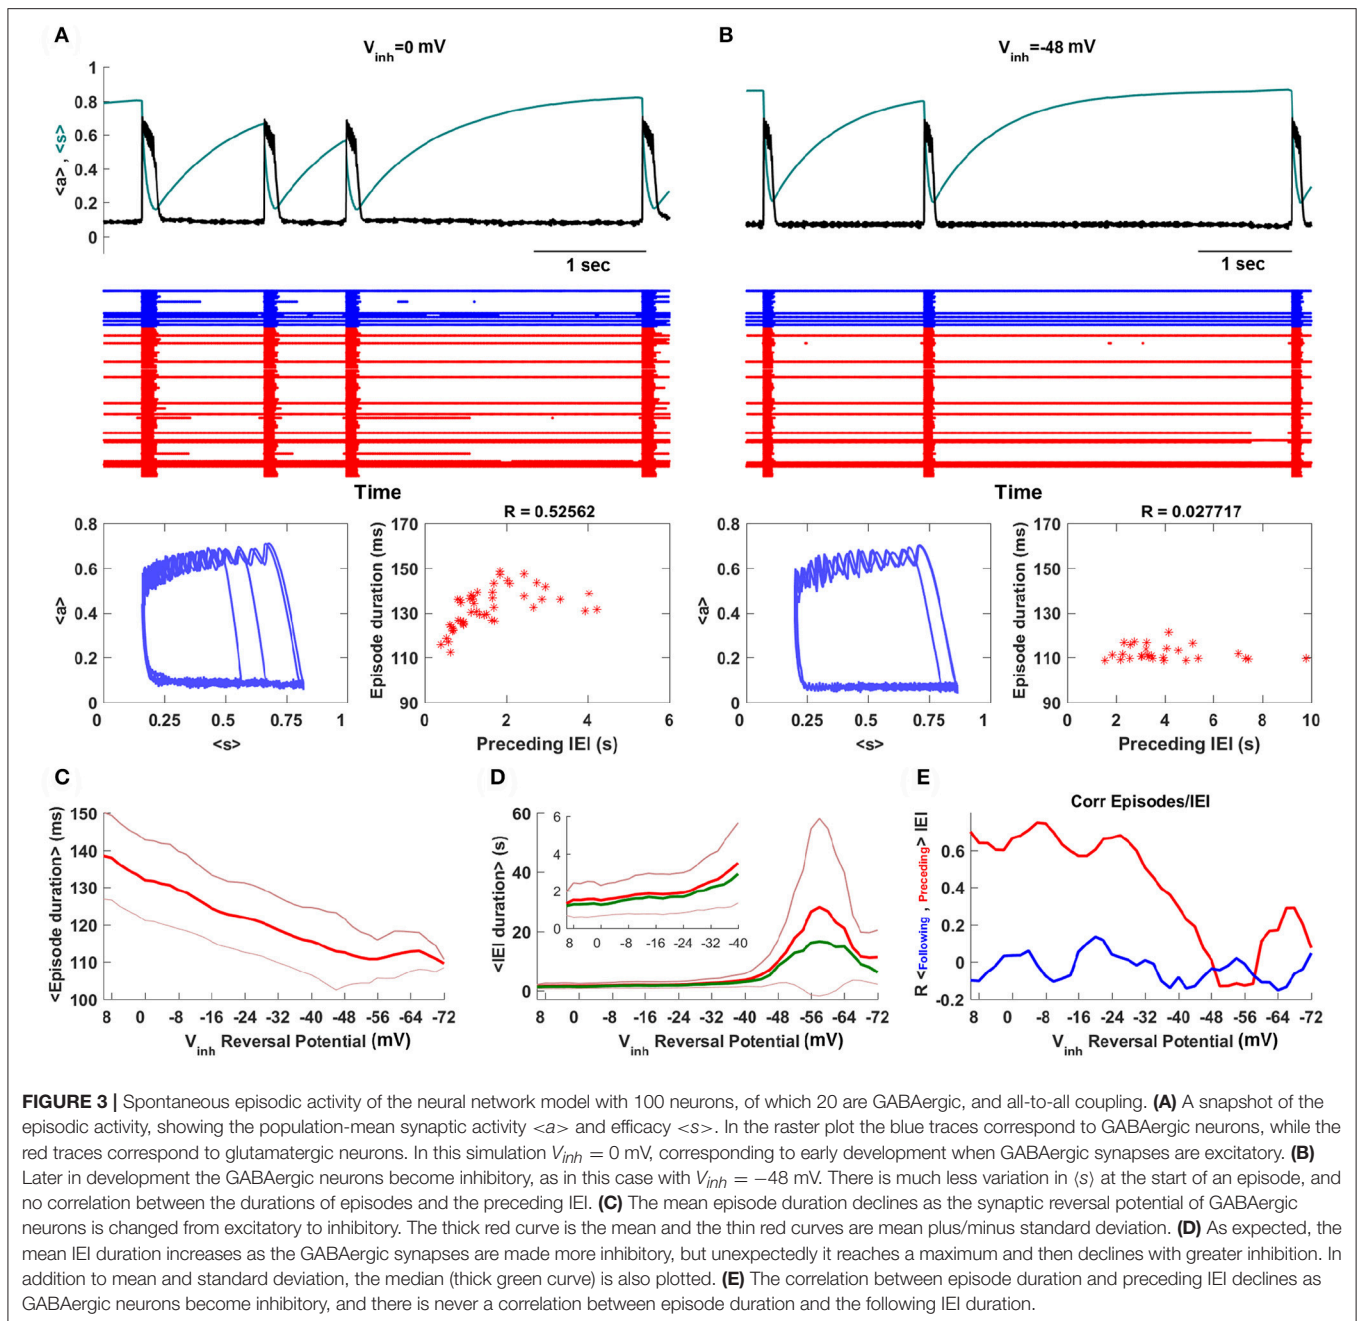 A
V_inh=0 mV
B
V_inh=-48 mV
1
0.8
0.6
0.4
0.2
0
<a> , <s>
1 sec
1 sec
Time
Time
R = 0.52562
R = 0.027717
0.8
0.6
0.4
0.2
0
<a>
0
0.25
0.5
0.75
1
<s>
170
150
130
110
90
Episode duration (ms)
0
2
4
6
Preceding IEI (s)
0.8
0.6
0.4
0.2
0
<a>
0.25
0.5
0.75
1
<s>
170
150
130
110
90
Episode duration (ms)
0
2
4
6
8
10
Preceding IEI (s)
C
150
140
130
120
110
100
<Episode duration> (ms)
8 0 -8 -16 -24 -32 -40 -48 -56 -64 -72
V_inh Reversal Potential (mV)
D
60
40
20
0
<IEI duration> (s)
6
4
2
0
8 0 -8 -16 -24 -32 -40
8 0 -8 -16 -24 -32 -40 -48 -56 -64 -72
V_inh Reversal Potential (mV)
E
Corr Episodes/IEI
0.6
0.4
0.2
0
-0.2
R <Following , Preceding> IEI
8 0 -8 -16 -24 -32 -40 -48 -56 -64 -72
V_inh Reversal Potential (mV)
FIGURE 3 | Spontaneous episodic activity of the neural network model with 100 neurons, of which 20 are GABAergic, and all-to-all coupling. (A) A snapshot of the
episodic activity, showing the population-mean synaptic activity <a> and efficacy <s>. In the raster plot the blue traces correspond to GABAergic neurons, while the
red traces correspond to glutamatergic neurons. In this simulation V_inh = 0 mV, corresponding to early development when GABAergic synapses are excitatory. (B)
Later in development the GABAergic neurons become inhibitory, as in this case with V_inh = −48 mV. There is much less variation in ⟨s⟩ at the start of an episode, and
no correlation between the durations of episodes and the preceding IEI. (C) The mean episode duration declines as the synaptic reversal potential of GABAergic
neurons is changed from excitatory to inhibitory. The thick red curve is the mean and the thin red curves are mean plus/minus standard deviation. (D) As expected, the
mean IEI duration increases as the GABAergic synapses are made more inhibitory, but unexpectedly it reaches a maximum and then declines with greater inhibition. In
addition to mean and standard deviation, the median (thick green curve) is also plotted. (E) The correlation between episode duration and preceding IEI declines as
GABAergic neurons become inhibitory, and there is never a correlation between episode duration and the following IEI duration.